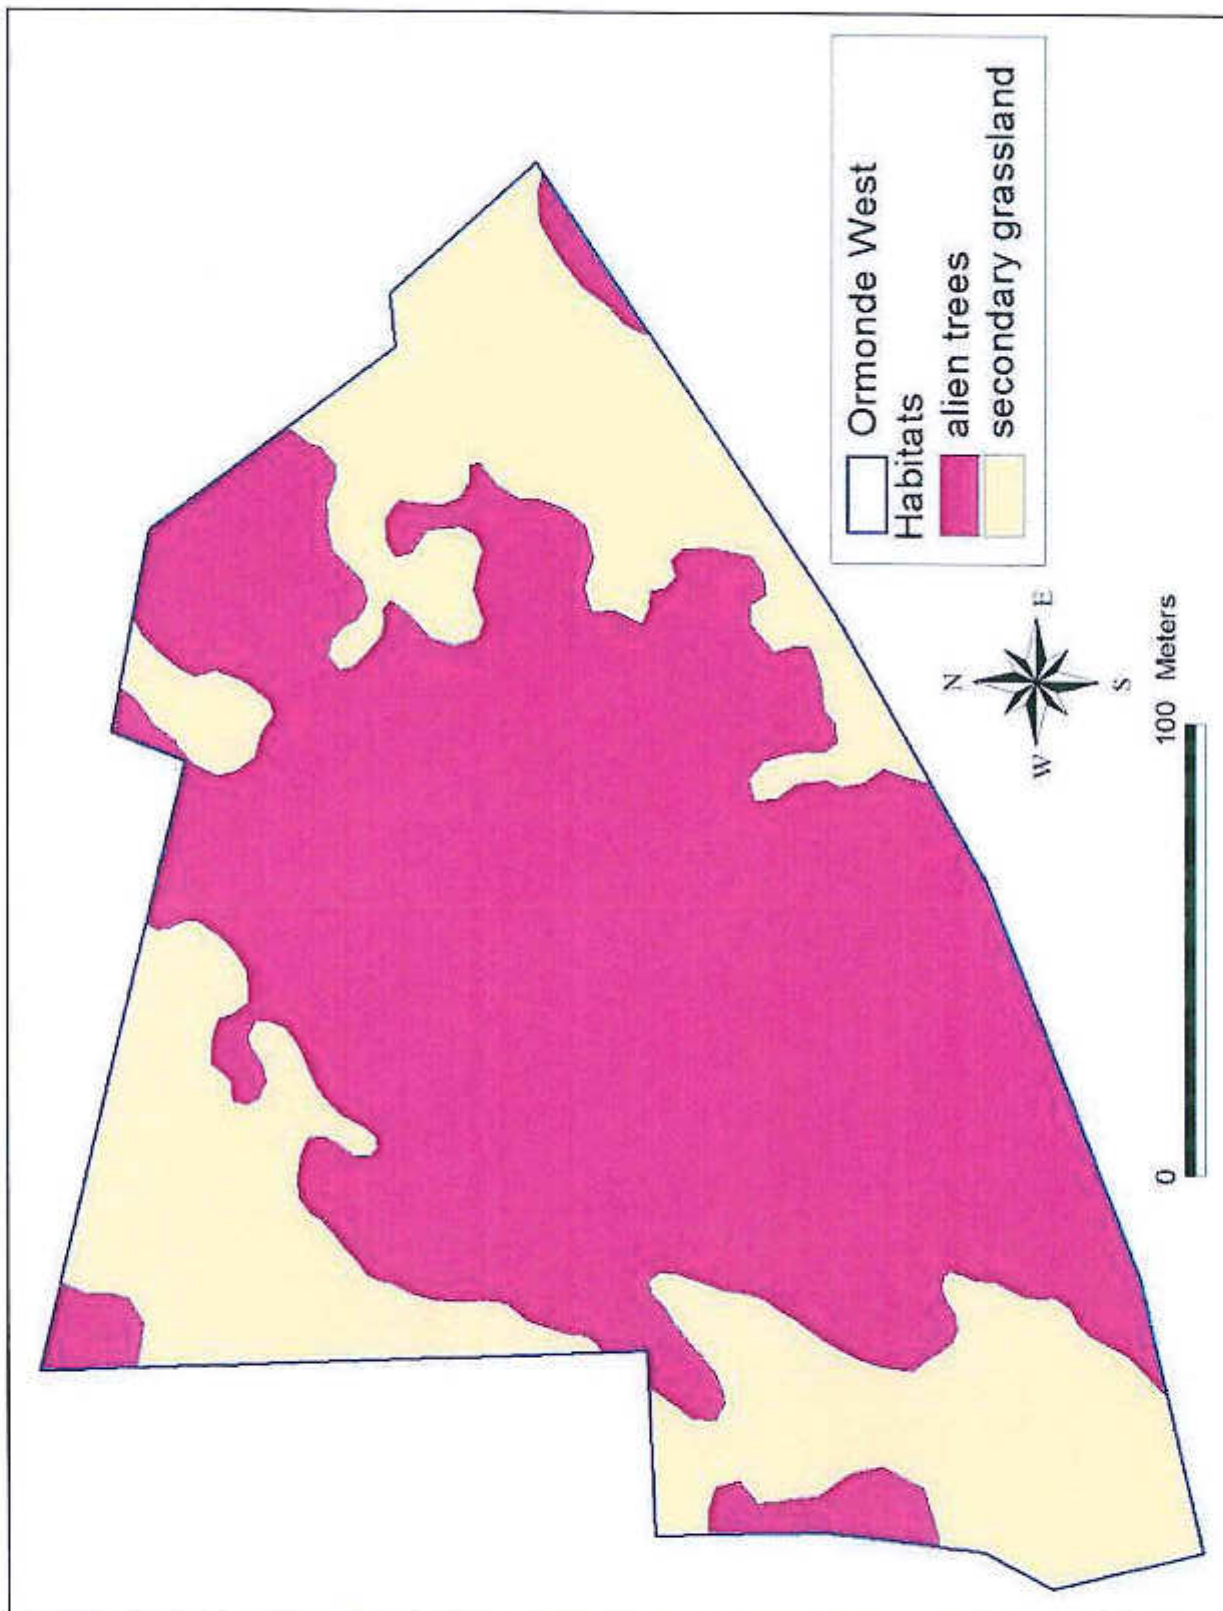 Ormonde West
Habitats
alien trees
secondary grassland
N
W
E
S
0
100 Meters